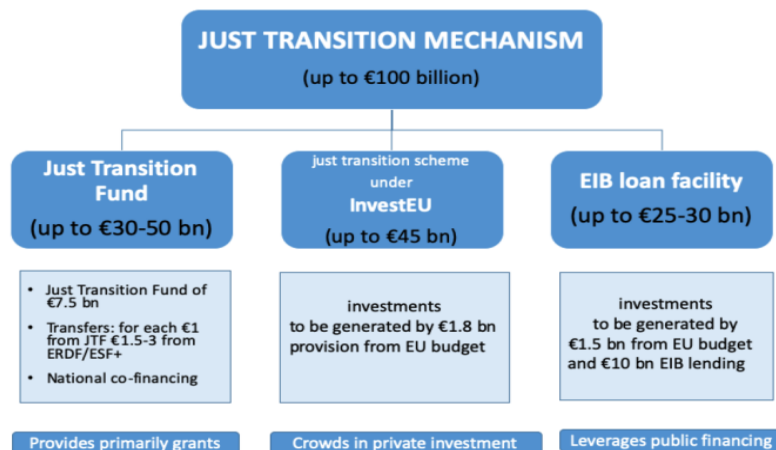 JUST TRANSITION MECHANISM
(up to €100 billion)
Just Transition
Fund
(up to €30-50 bn)
just transition scheme
under
InvestEU
(up to €45 bn)
EIB loan facility
(up to €25-30 bn)
• Just Transition Fund of
€7.5 bn
• Transfers: for each €1
from JTF €1.5-3 from
ERDF/ESF+
• National co-financing
investments
to be generated by €1.8 bn
provision from EU budget
investments
to be generated by
€1.5 bn from EU budget
and €10 bn EIB lending
Provides primarily grants
Crowds in private investment
Leverages public financing